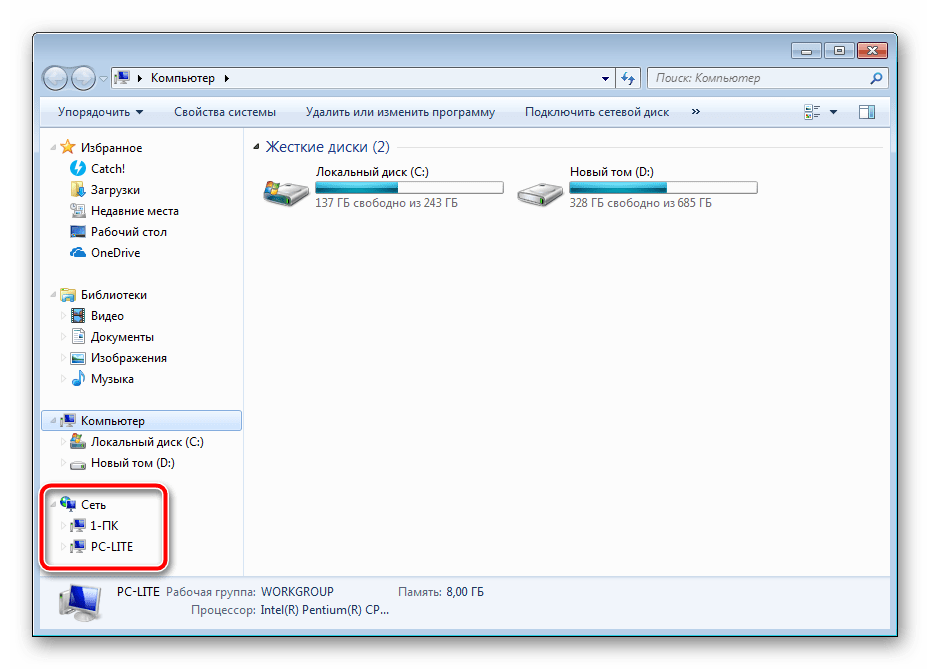 Компьютер
Поиск: Компьютер
Упорядочить Свойства системы Удалить или изменить программу Подключить сетевой диск »
Избранное
Catch!
Загрузки
Недавние места
Рабочий стол
OneDrive
Библиотеки
Видео
Документы
Изображения
Музыка
Компьютер
Локальный диск (C:)
Новый том (D:)
Сеть
1-ПК
PC-LITE
Жесткие диски (2)
Локальный диск (C:)
137 ГБ свободно из 243 ГБ
Новый том (D:)
328 ГБ свободно из 685 ГБ
PC-LITE Рабочая группа: WORKGROUP Память: 8,00 ГБ
Процессор: Intel(R) Pentium(R) CP...